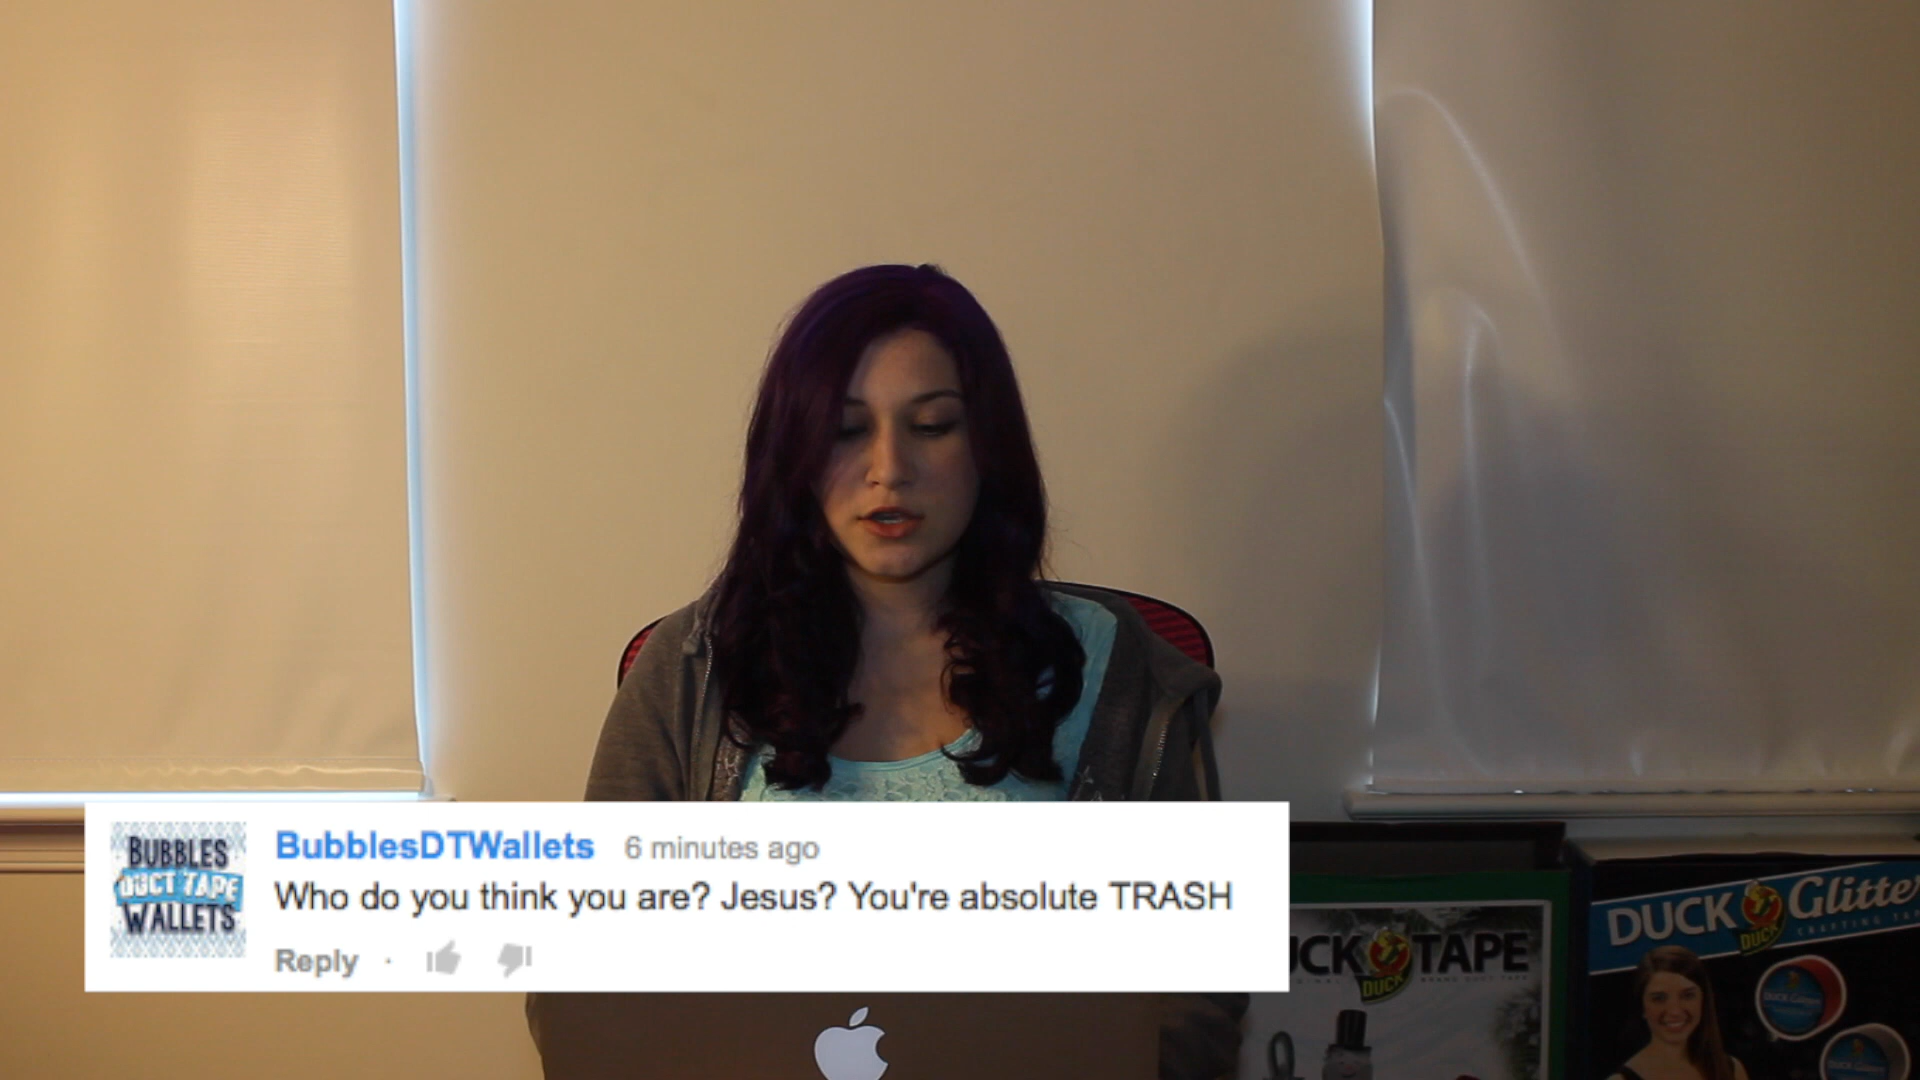 BubblesDTWallets 6 minutes ago
Who do you think you are? Jesus? You're absolute TRASH
Reply ·
BUBBLES
DUCT TAPE
WALLETS
DUCK TAPE
DUCK
DUCK Glitter
DUCK
CRAFTING